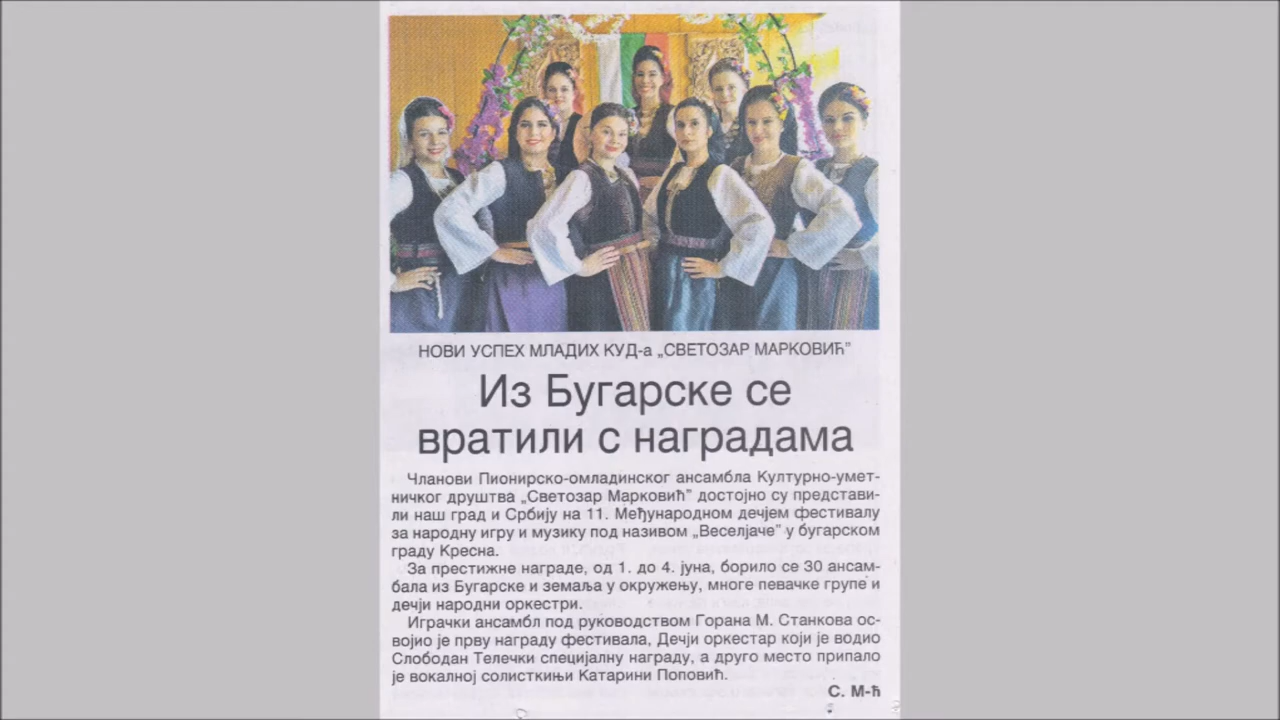 НОВИ УСПЕХ МЛАДИХ КУД-а „СВЕТОЗАР МАРКОВИЋ”
Из Бугарске се
вратили с наградама
Чланови Пионирско-омладинског ансамбла Културно-умет-
ничког друштва „Светозар Марковић” достојно су представи-
ли наш град и Србију на 11. Међународном дечјем фестивалу
за народну игру и музику под називом „Веселјаче” у бугарском
граду Кресна.
За престижне награде, од 1. до 4. јуна, борило се 30 ансам-
бала из Бугарске и земаља у окружењу, многе певачке групе и
дечји народни оркестри.
Играчки ансамбл под руководством Горана М. Станкова ос-
војио је прву награду фестивала, Дечји оркестар који је водио
Слободан Телечки специјалну награду, а друго место припало
је вокалној солисткињи Катарини Поповић.
С. М-ћ